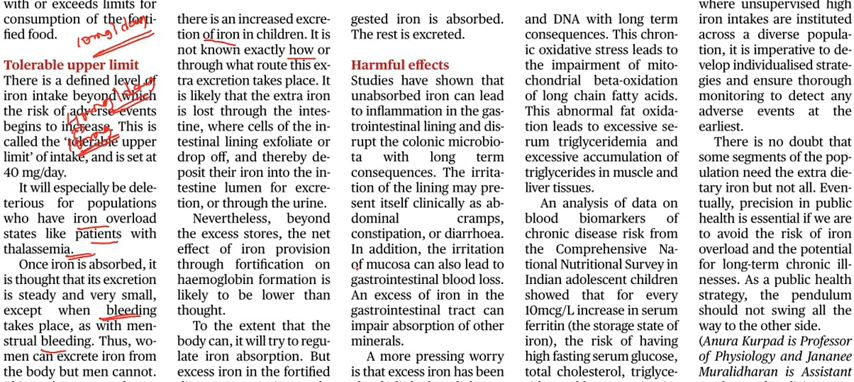 with or exceeds limits for
consumption of the forti-
fied food.
10mg/day
Tolerable upper limit
There is a defined level of
iron intake beyond which
the risk of adverse events
begins to increase. This is
called the ‘tolerable upper
limit’ of intake, and is set at
40 mg/day.
It will especially be dele-
terious for populations
who have iron overload
states like patients with
thalassemia.
Once iron is absorbed, it
is thought that its excretion
is steady and very small,
except when bleeding
takes place, as with men-
strual bleeding. Thus, wo-
men can excrete iron from
the body but men cannot.
there is an increased excre-
tion of iron in children. It is
not known exactly how or
through what route this ex-
tra excretion takes place. It
is likely that the extra iron
is lost through the intes-
tine, where cells of the in-
testinal lining exfoliate or
drop off, and thereby de-
posit their iron into the in-
testine lumen for excre-
tion, or through the urine.
Nevertheless, beyond
the excess stores, the net
effect of iron provision
through fortification on
haemoglobin formation is
likely to be lower than
thought.
To the extent that the
body can, it will try to regu-
late iron absorption. But
excess iron in the fortified
gested iron is absorbed.
The rest is excreted.
Harmful effects
Studies have shown that
unabsorbed iron can lead
to inflammation in the gas-
trointestinal lining and dis-
rupt the colonic microbio-
ta with long term
consequences. The irrita-
tion of the lining may pre-
sent itself clinically as ab-
dominal cramps,
constipation, or diarrhoea.
In addition, the irritation
of mucosa can also lead to
gastrointestinal blood loss.
An excess of iron in the
gastrointestinal tract can
impair absorption of other
minerals.
A more pressing worry
is that excess iron has been
and DNA with long term
consequences. This chron-
ic oxidative stress leads to
the impairment of mito-
chondrial beta-oxidation
of long chain fatty acids.
This abnormal fat oxida-
tion leads to excessive se-
rum triglyceridemia and
excessive accumulation of
triglycerides in muscle and
liver tissues.
An analysis of data on
blood biomarkers of
chronic disease risk from
the Comprehensive Na-
tional Nutritional Survey in
Indian adolescent children
showed that for every
10mcg/L increase in serum
ferritin (the storage state of
iron), the risk of having
high fasting serum glucose,
total cholesterol, triglyce-
where unsupervised high
iron intakes are instituted
across a diverse popula-
tion, it is imperative to de-
velop individualised strate-
gies and ensure thorough
monitoring to detect any
adverse events at the
earliest.
There is no doubt that
some segments of the pop-
ulation need the extra die-
tary iron but not all. Even-
tually, precision in public
health is essential if we are
to avoid the risk of iron
overload and the potential
for long-term chronic ill-
nesses. As a public health
strategy, the pendulum
should not swing all the
way to the other side.
(Anura Kurpad is Professor
of Physiology and Jananee
Muralidharan is Assistant